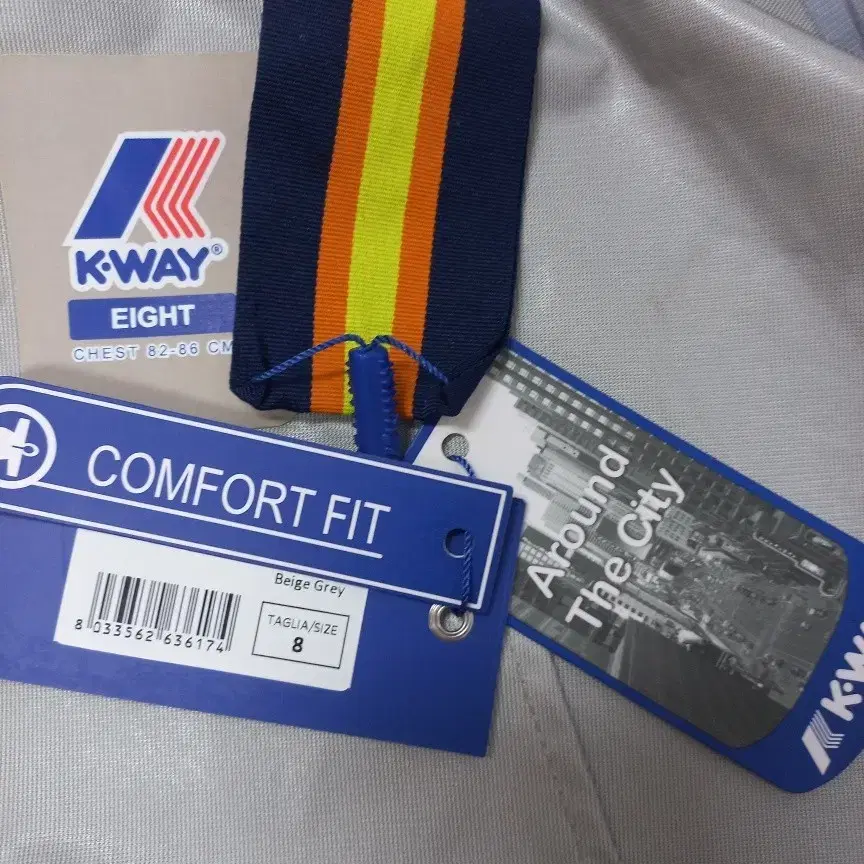 K·WAY®
EIGHT
CHEST 82-86 CM
COMFORT FIT
Beige Grey
TAGLIA/SIZE
8
8 033562 636174
Around
The City